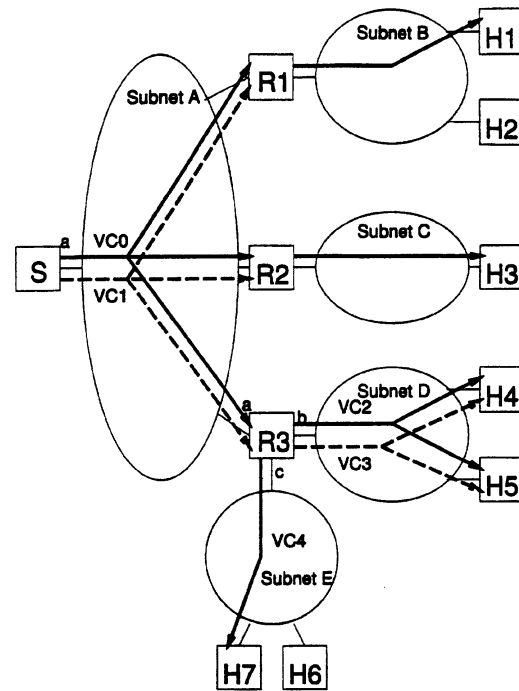 Subnet B
H1
Subnet A
R1
H2
a
VC0
Subnet C
S
R2
H3
VC1
a
b
Subnet D
H4
VC2
R3
VC3
c
H5
VC4
Subnet E
H7
H6